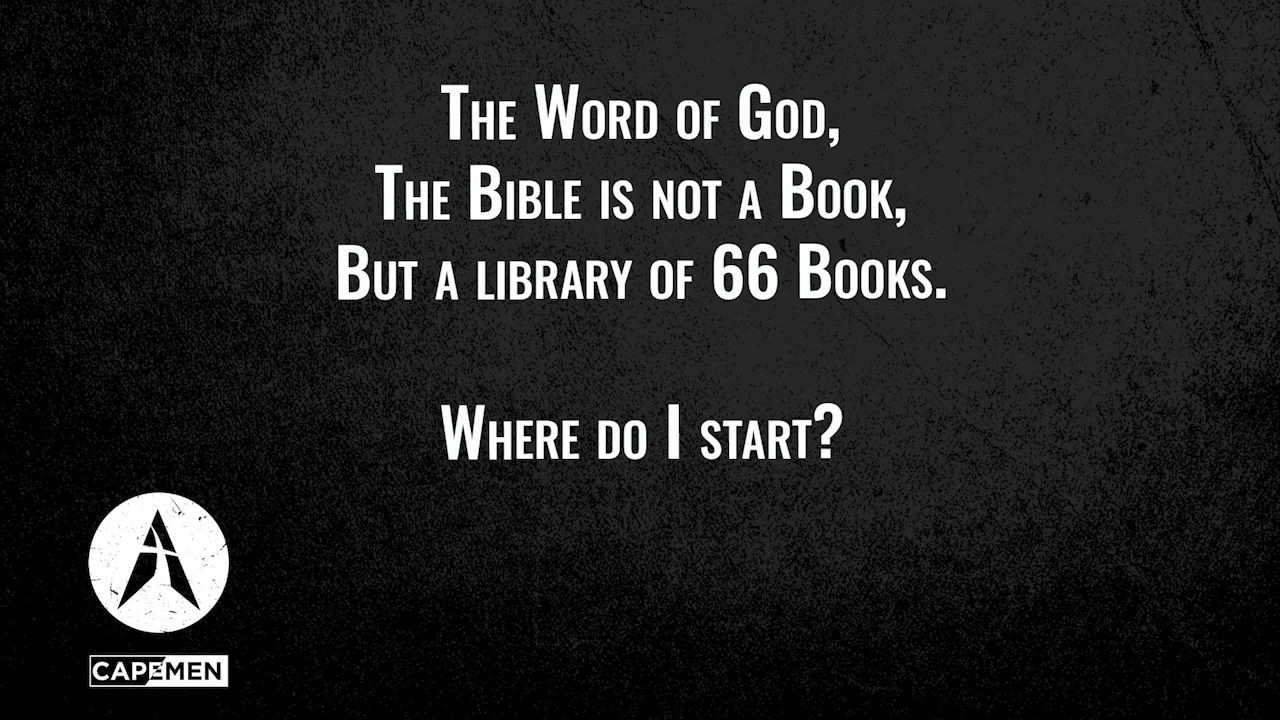 The Word of God,
The Bible is not a Book,
But a library of 66 Books.
Where do I start?
CAPEMEN